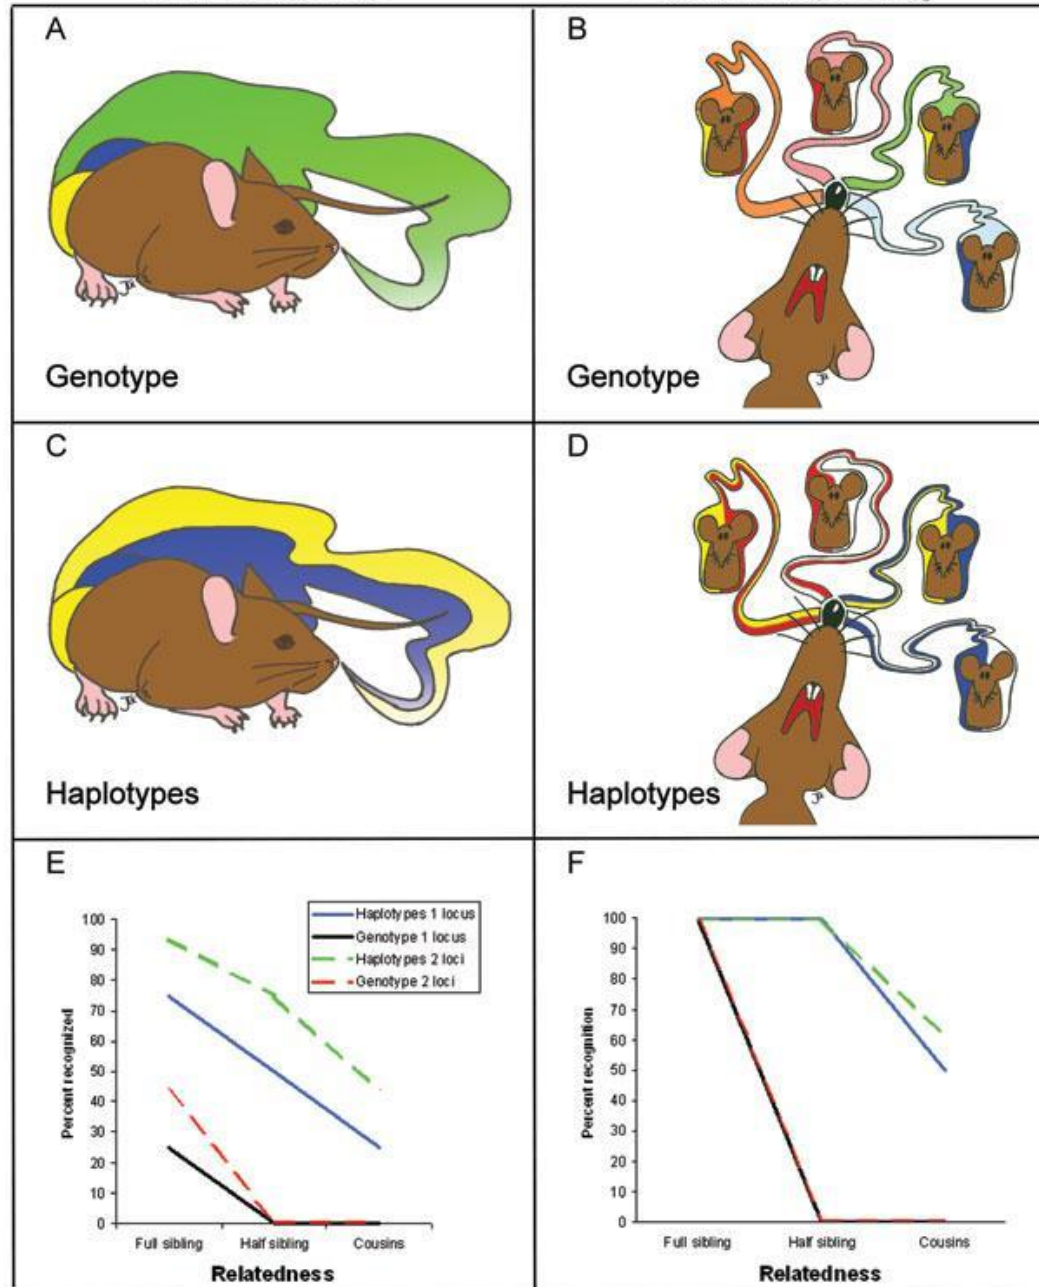 A
B
Genotype
Genotype
C
D
Haplotypes
Haplotypes
E
Haplotypes 1 locus
Genotype 1 locus
Haplotypes 2 loci
Genotype 2 loci
100
90
80
70
60
50
40
30
20
10
0
Percent recognized
Full sibling
Half sibling
Cousins
Relatedness
F
100
90
80
70
60
50
40
30
20
10
0
Percent recognition
Full sibling
Half sibling
Cousins
Relatedness